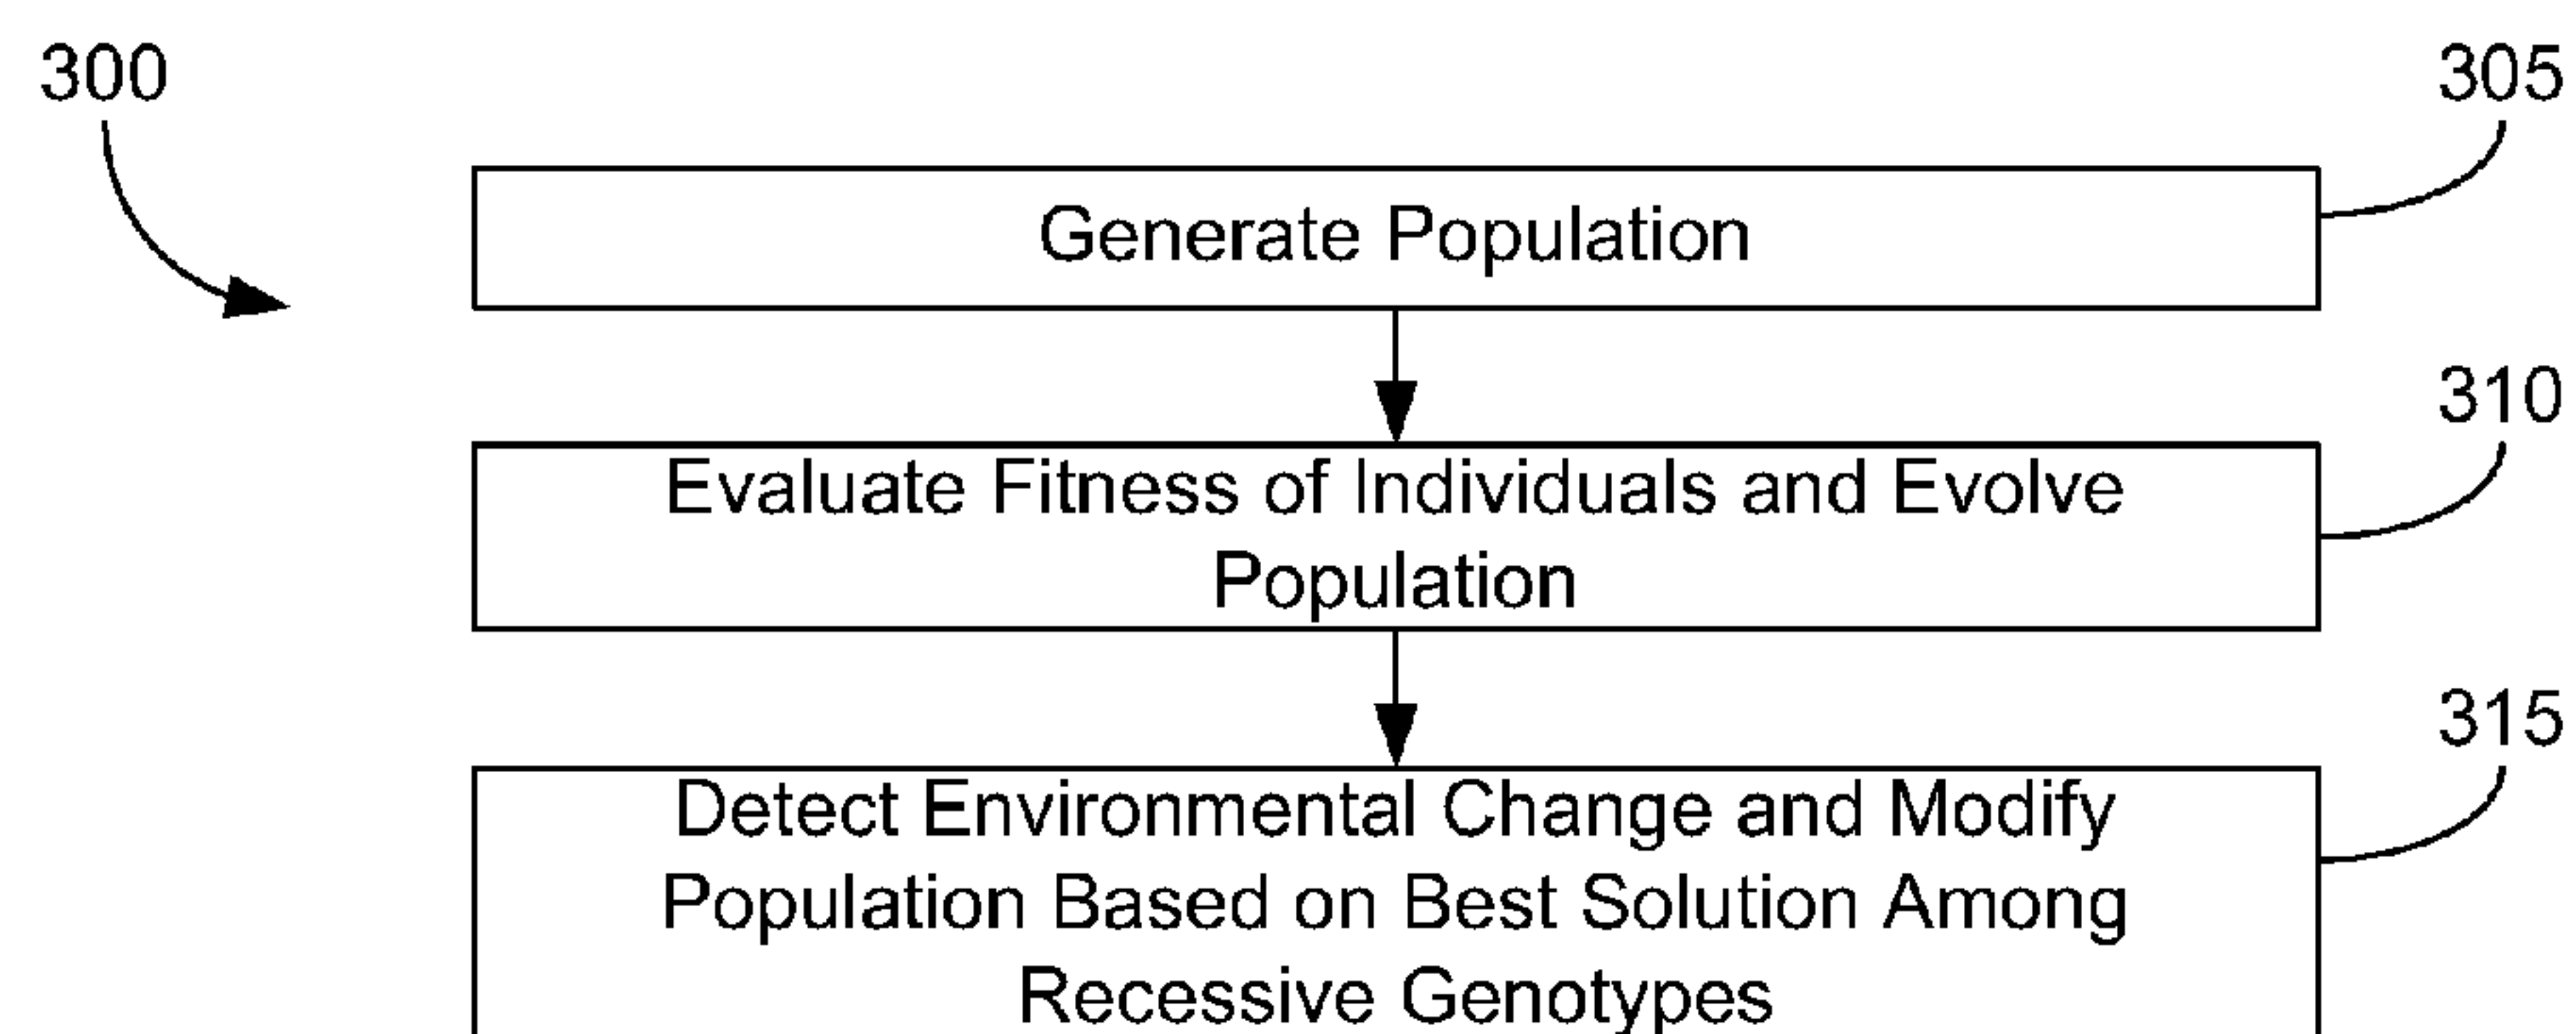 300
305
Generate Population
310
Evaluate Fitness of Individuals and Evolve
Population
315
Detect Environmental Change and Modify
Population Based on Best Solution Among
Recessive Genotypes